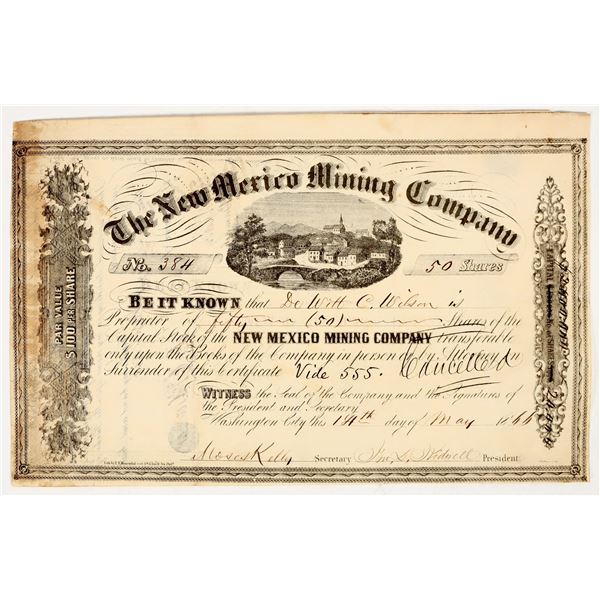 The New Mexico Mining Company
No. 384
50 Shares
BE IT KNOWN that De Witt C. Wilson is
Proprietor of fifty (50) Shares of the
Capital Stock of the NEW MEXICO MINING COMPANY transferable
only upon the Books of the Company in person or by Attorney on
Surrender of this Certificate Vide 555. Cancelled
WITNESS the Seal of the Company and the Signatures of
the President and Secretary
Washington City this 19th day of May 1864
Moses Kelly Secretary President
PAR VALUE
$100 PER SHARE
CAPITAL